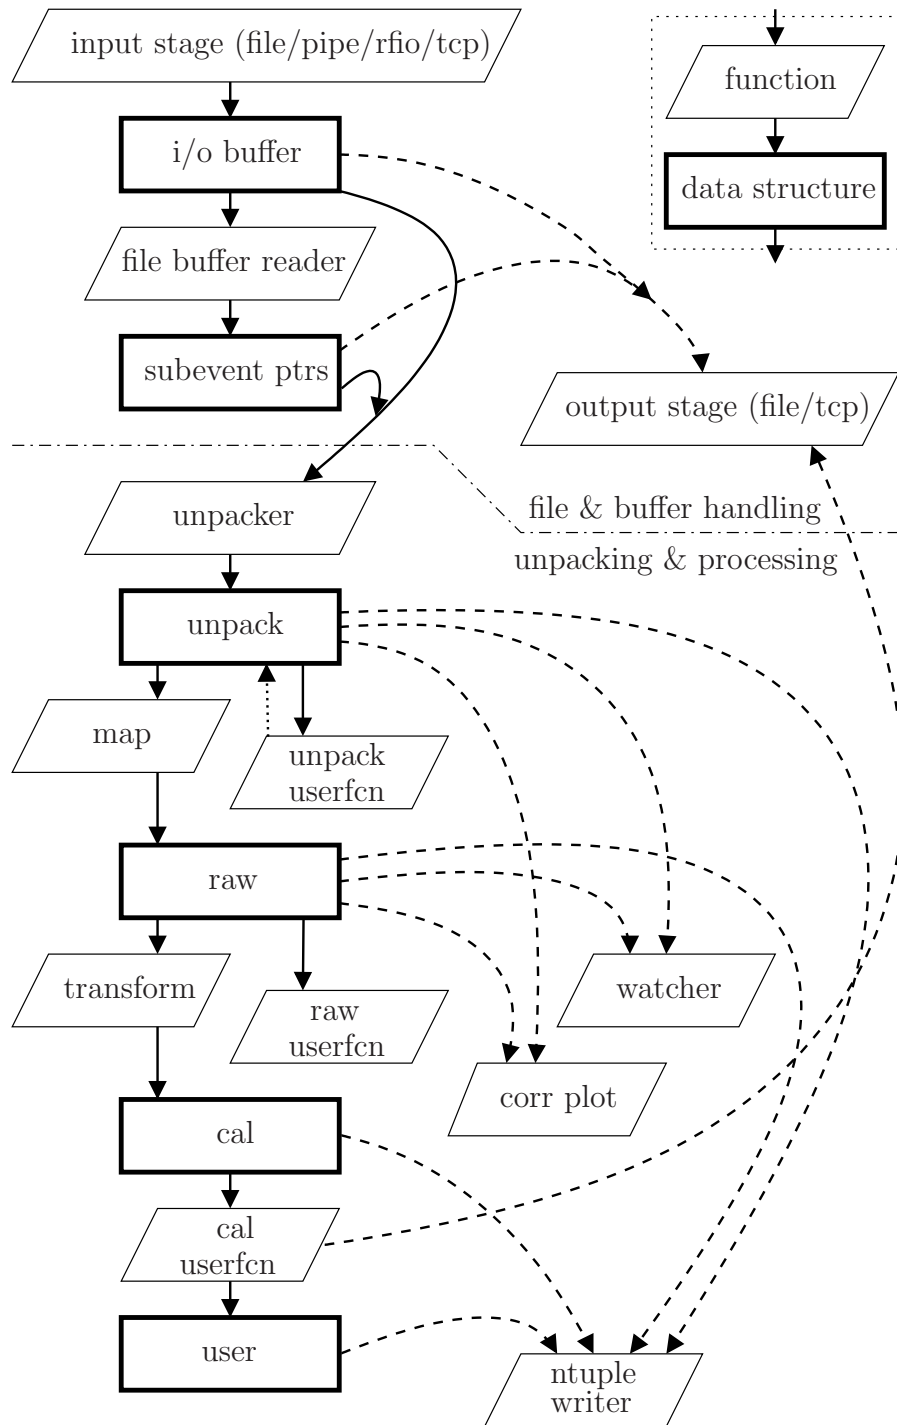 input stage (file/pipe/rfio/tcp)
function
i/o buffer
data structure
file buffer reader
subevent ptrs
output stage (file/tcp)
unpacker
file & buffer handling
unpacking & processing
unpack
map
unpack
userfcn
raw
transform
watcher
raw
userfcn
corr plot
cal
cal
userfcn
user
ntuple
writer